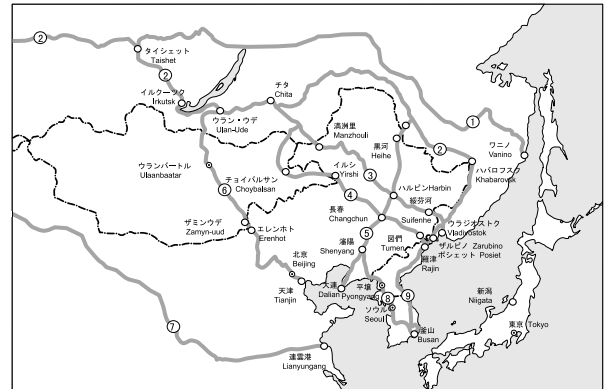 ②
タイシェット
Taishet
②
イルクーツク
Irkutsk
チタ
Chita
ウラン・ウデ
Ulan-Ude
満洲里
Manzhouli
黒河
Heihe
①
②
ワニノ
Vanino
ハバロフスク
Khabarovsk
ウランバートル
Ulaanbaatar
⑥
チョイバルサン
Choybalsan
イルシ
Yirshi
③
④
ハルビンHarbin
綏芬河
Suifenhe
長春
Changchun
ウラジオストク
Vladivostok
ザミンウデ
Zamyn-uud
エレンホト
Erenhot
⑤
瀋陽
Shenyang
図們
Tumen
ザルビノ Zarubino
ポシェット Posiet
羅津
Rajin
北京
Beijing
天津
Tianjin
大連
Dalian
平壌
Pyongyang
⑧
⑨
ソウル
Seoul
新潟
Niigata
東京 Tokyo
釜山
Busan
⑦
連雲港
Lianyungang